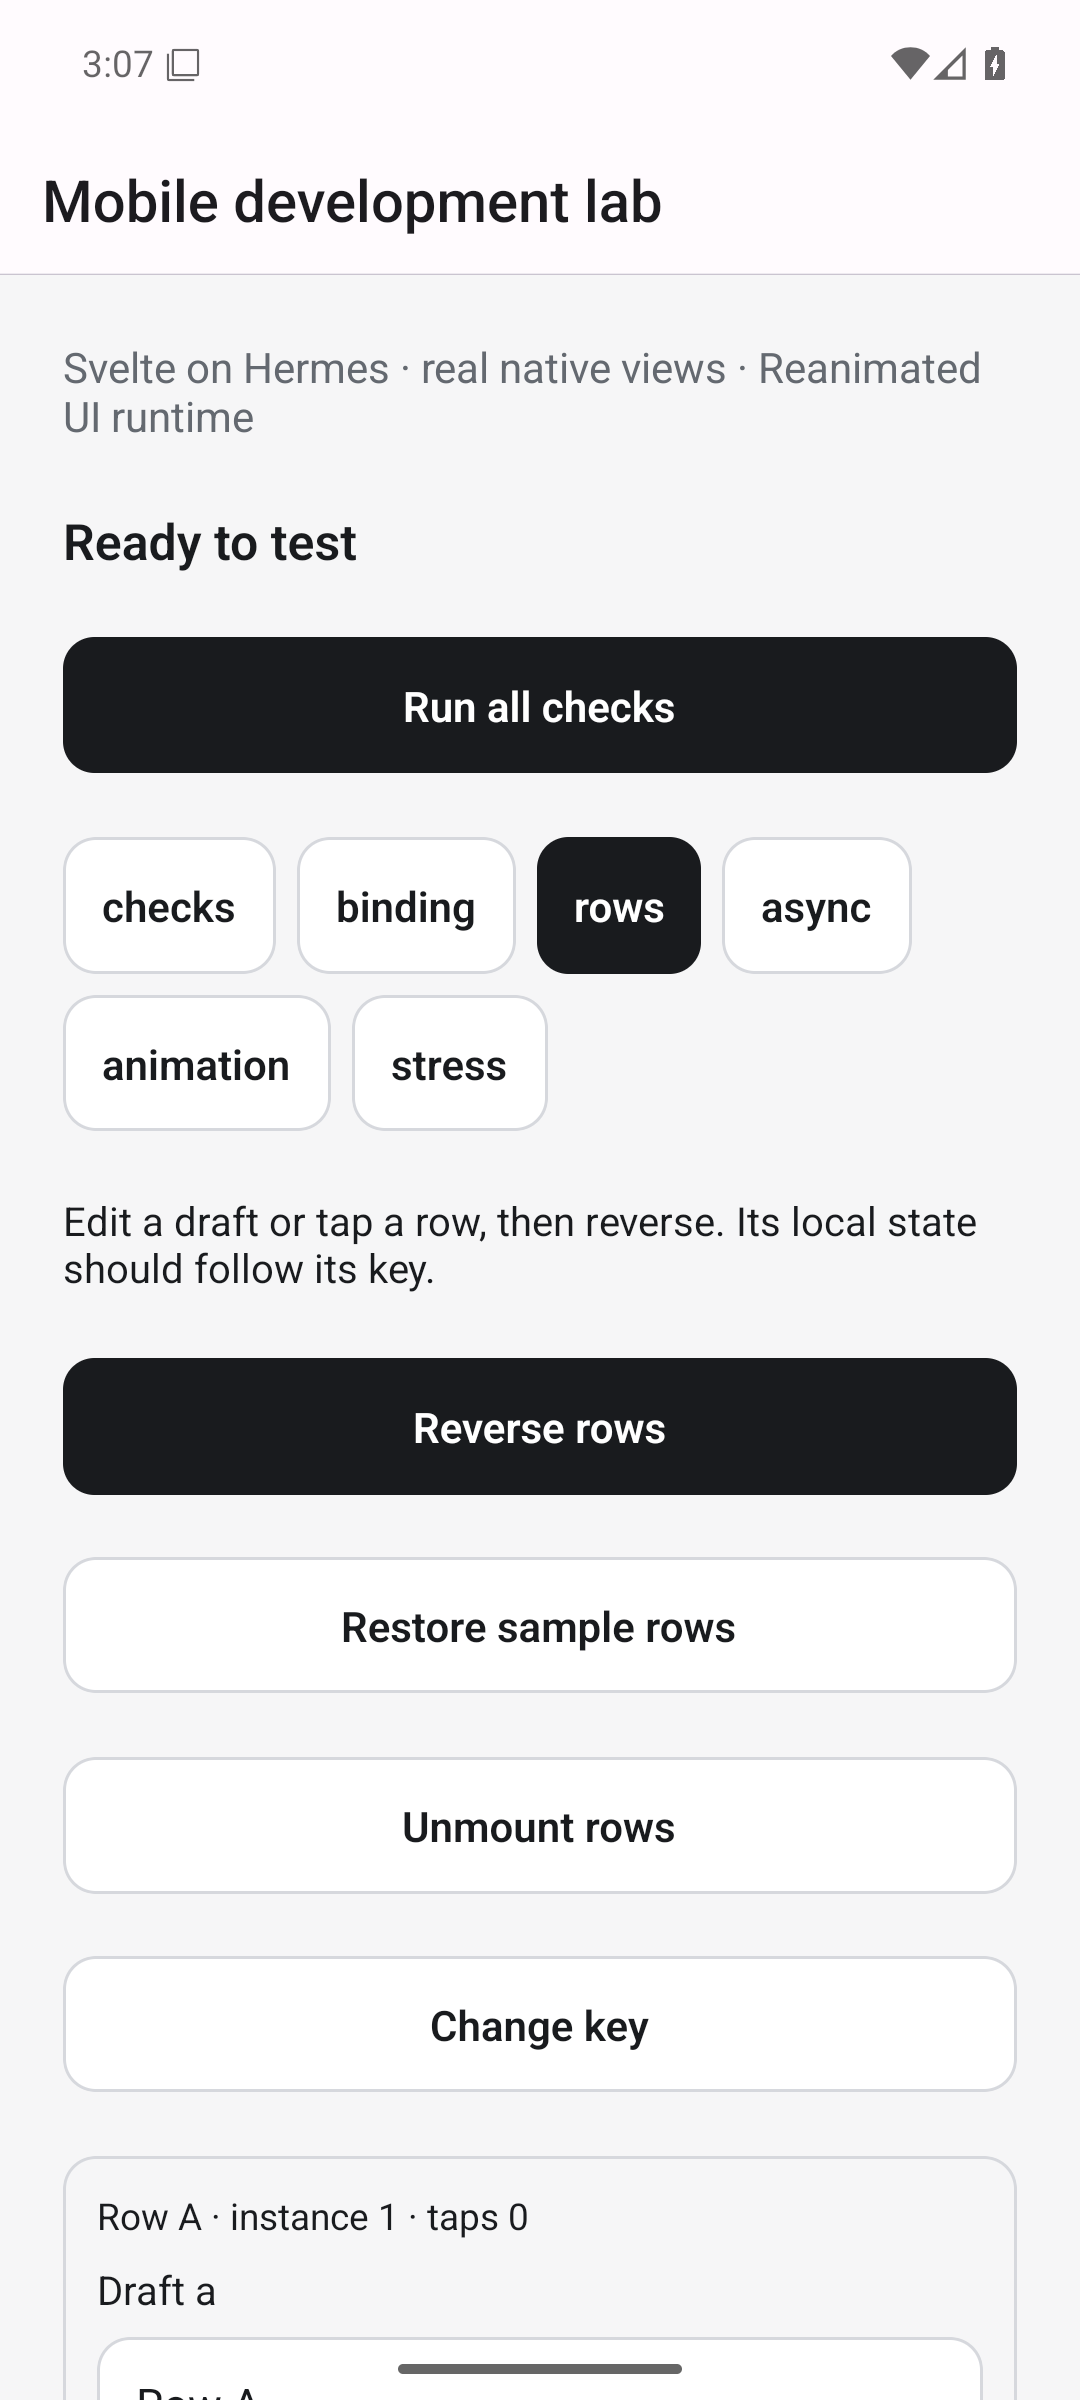 3:07
Mobile development lab
Svelte on Hermes · real native views · Reanimated
UI runtime
Ready to test
Run all checks
checks
binding
rows
async
animation
stress
Edit a draft or tap a row, then reverse. Its local state
should follow its key.
Reverse rows
Restore sample rows
Unmount rows
Change key
Row A · instance 1 · taps 0
Draft a
Row A